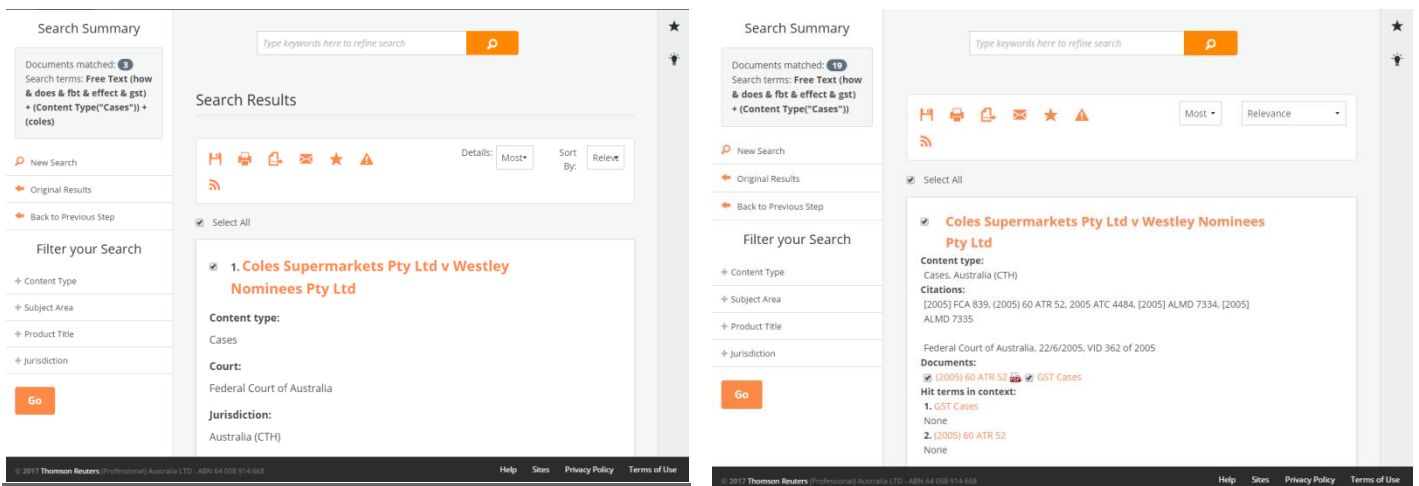 Search Summary
Documents matched: 3
Search terms: Free Text (how
& does & fbt & effect & gst)
+ (Content Type("Cases")) +
(coles)
New Search
Original Results
Back to Previous Step
Filter your Search
+ Content Type
+ Subject Area
+ Product Title
+ Jurisdiction
Go
Type keywords here to refine search
Search Results
Details:
Most
Sort
By:
Select All
1. Coles Supermarkets Pty Ltd v Westley
Nominees Pty Ltd
Content type:
Cases
Court:
Federal Court of Australia
Jurisdiction:
Australia (CTH)
© 2017 Thomson Reuters (Professional) Australia LTD - ABN 64 058 914 668
Help Sites Privacy Policy Terms of Use
Search Summary
Documents matched: 19
Search terms: Free Text (how
& does & fbt & effect & gst)
+ (Content Type("Cases"))
New Search
Original Results
Back to Previous Step
Filter your Search
+ Content Type
+ Subject Area
+ Product Title
+ Jurisdiction
Go
Type keywords here to refine search
Most
Relevance
Select All
Coles Supermarkets Pty Ltd v Westley Nominees
Pty Ltd
Content type:
Cases, Australia (CTH)
Citations:
[2005] FCA 839, (2005) 60 ATR 52, 2005 ATC 4484, [2005] ALMD 7334, [2005]
ALMD 7335
Federal Court of Australia, 22/6/2005, VID 362 of 2005
Documents:
(2005) 60 ATR 52 GST Cases
Hit terms in context:
1. GST Cases
None
2. (2005) 60 ATR 52
None
© 2017 Thomson Reuters (Professional) Australia LTD - ABN 64 058 914 668
Help Sites Privacy Policy Terms of Use